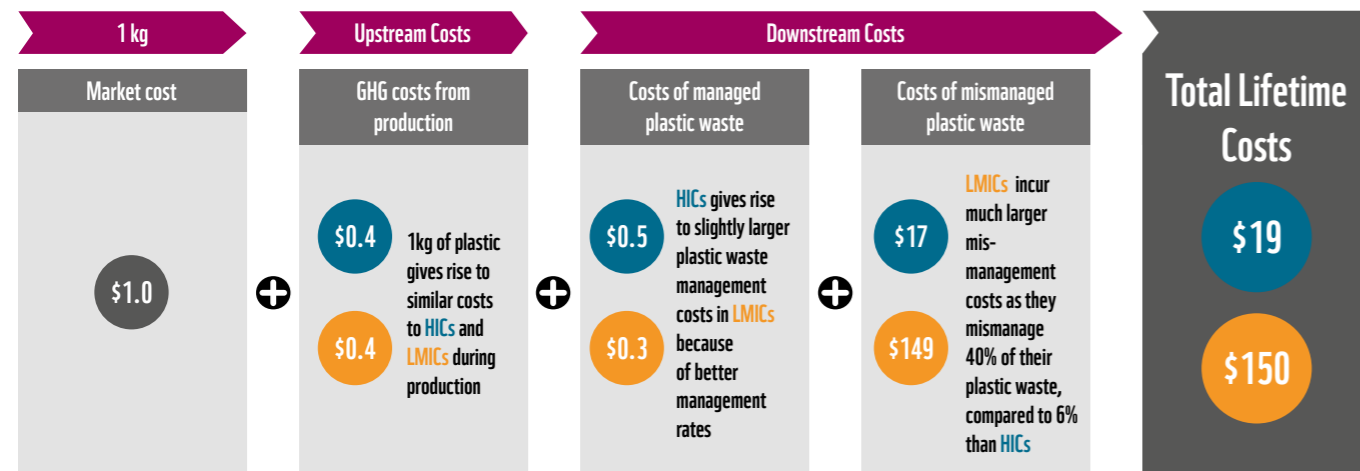 1 kg
Upstream Costs
Downstream Costs
Market cost
$1.0
GHG costs from
production
$0.4
$0.4
1kg of plastic
gives rise to
similar costs
to HICs and
LMICs during
production
Costs of managed
plastic waste
$0.5
$0.3
HICs gives rise
to slightly larger
plastic waste
management
costs in LMICs
because
of better
management
rates
Costs of mismanaged
plastic waste
$17
$149
LMICs incur
much larger
mis-
management
costs as they
mismanage
40% of their
plastic waste,
compared to 6%
than HICs
Total Lifetime
Costs
$19
$150